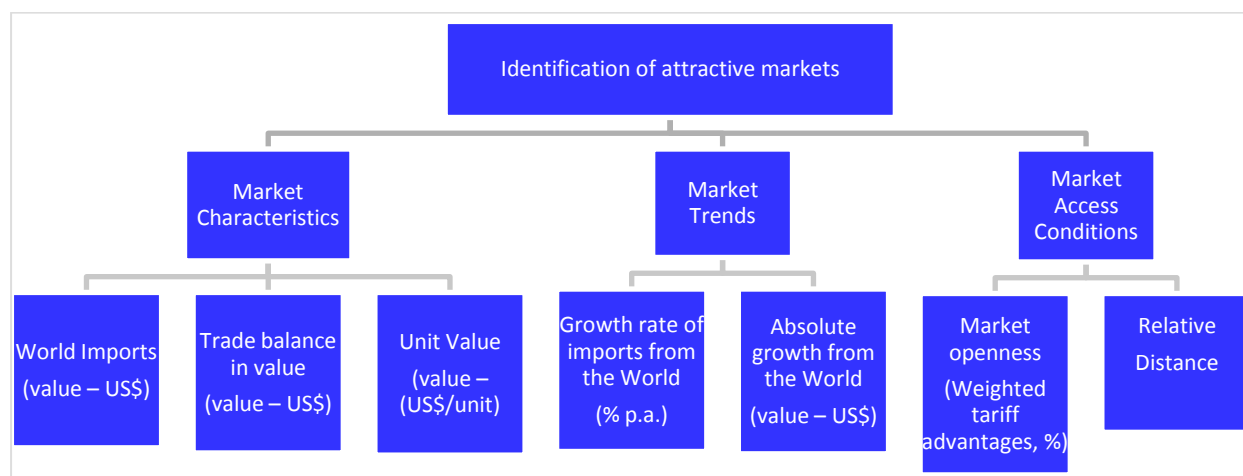 Identification of attractive markets
Market
Characteristics
Market
Trends
Market
Access
Conditions
World Imports
(value – US$)
Trade balance
in value
(value – US$)
Unit Value
(value –
(US$/unit)
Growth rate of
imports from
the World
(% p.a.)
Absolute
growth from
the World
(value – US$)
Market
openness
(Weighted
tariff
advantages, %)
Relative
Distance